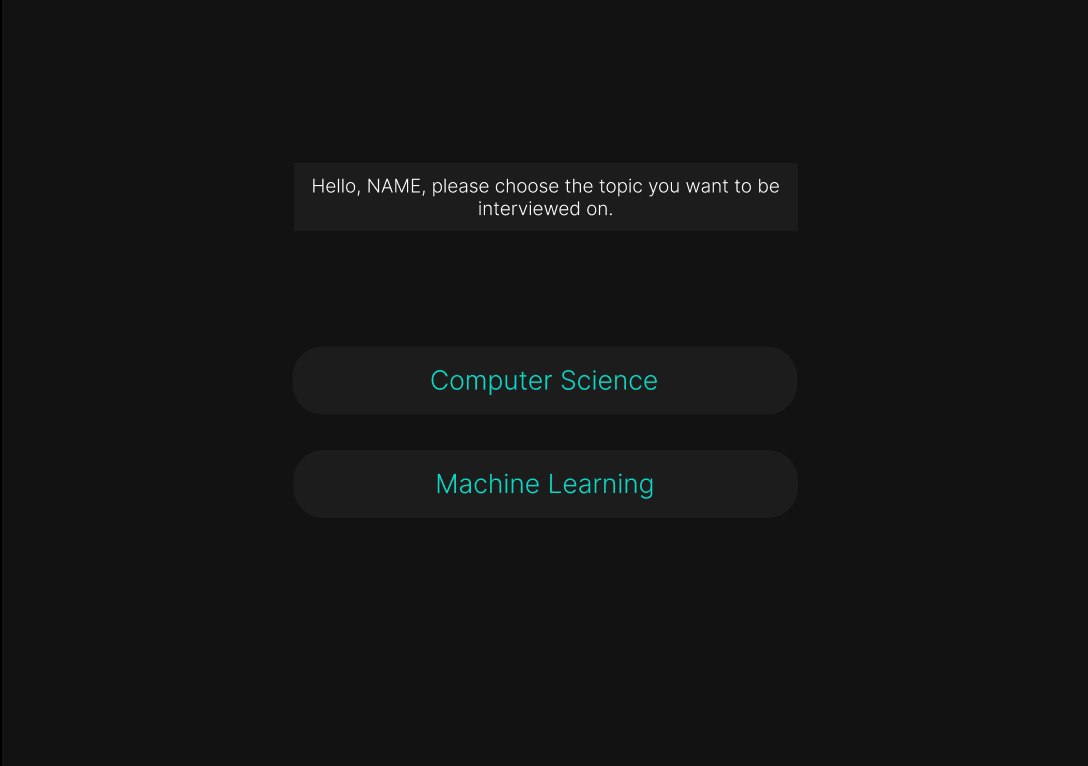 Hello, NAME, please choose the topic you want to be
interviewed on.
Computer Science
Machine Learning